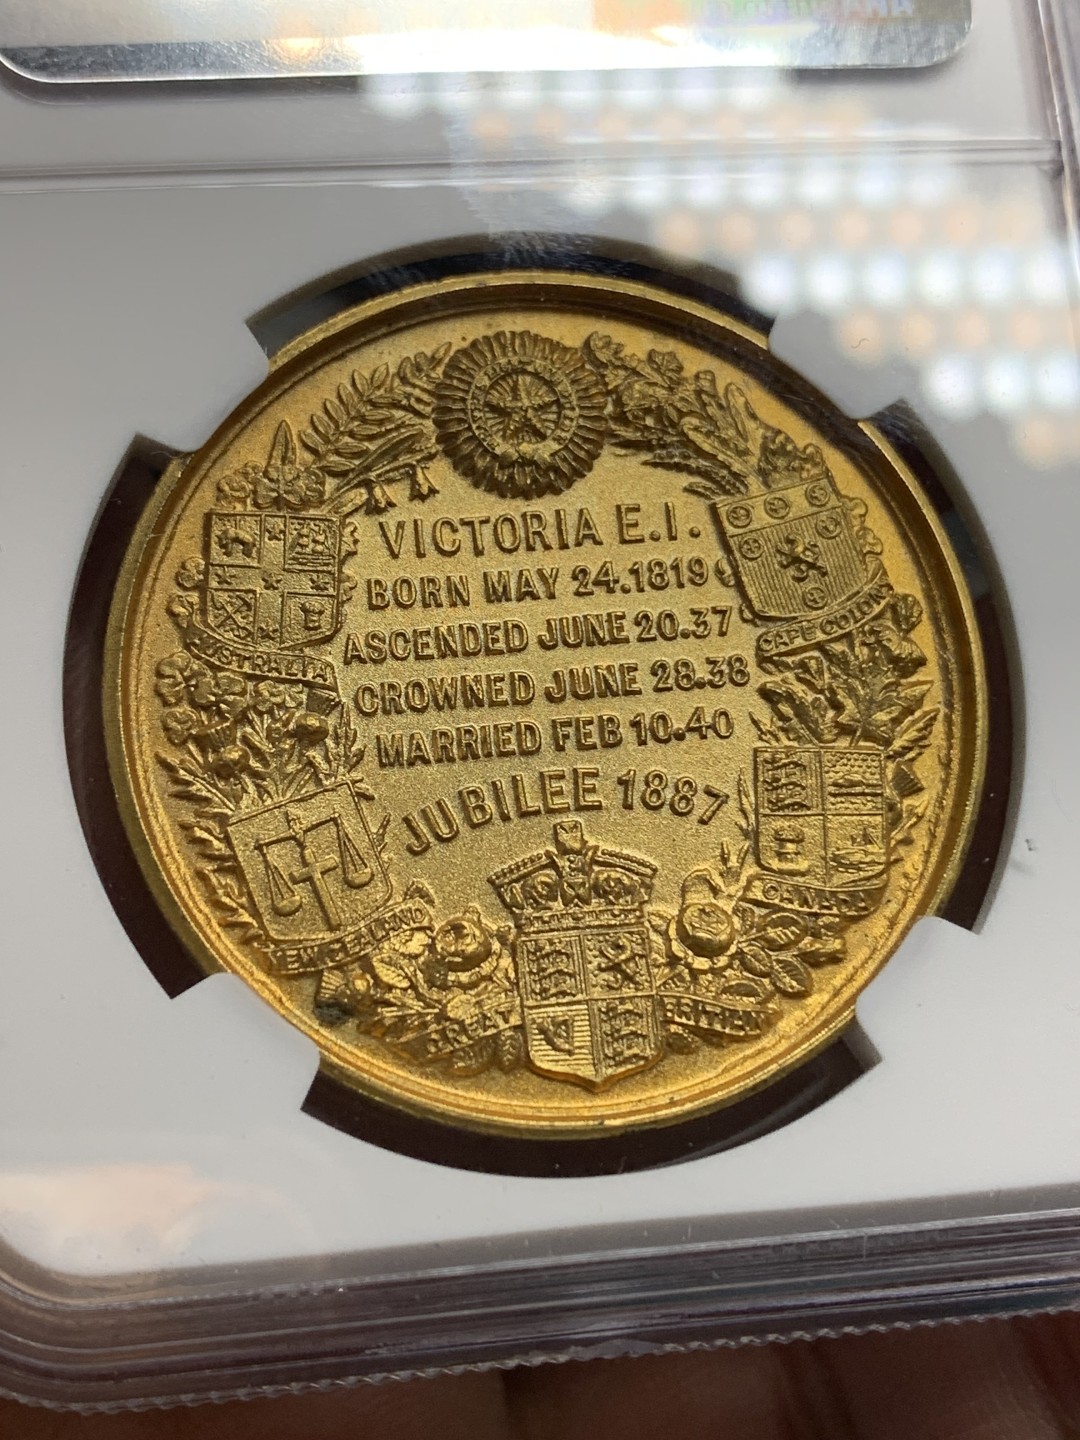 VICTORIA E.I.
BORN MAY 24.1819
ASCENDED JUNE 20.37
CROWNED JUNE 28.38
MARRIED FEB 10.40
JUBILEE 1887
AUSTRALIA
CAPE COLONY
NEW ZEALAND
CANADA
GREAT BRITIAN